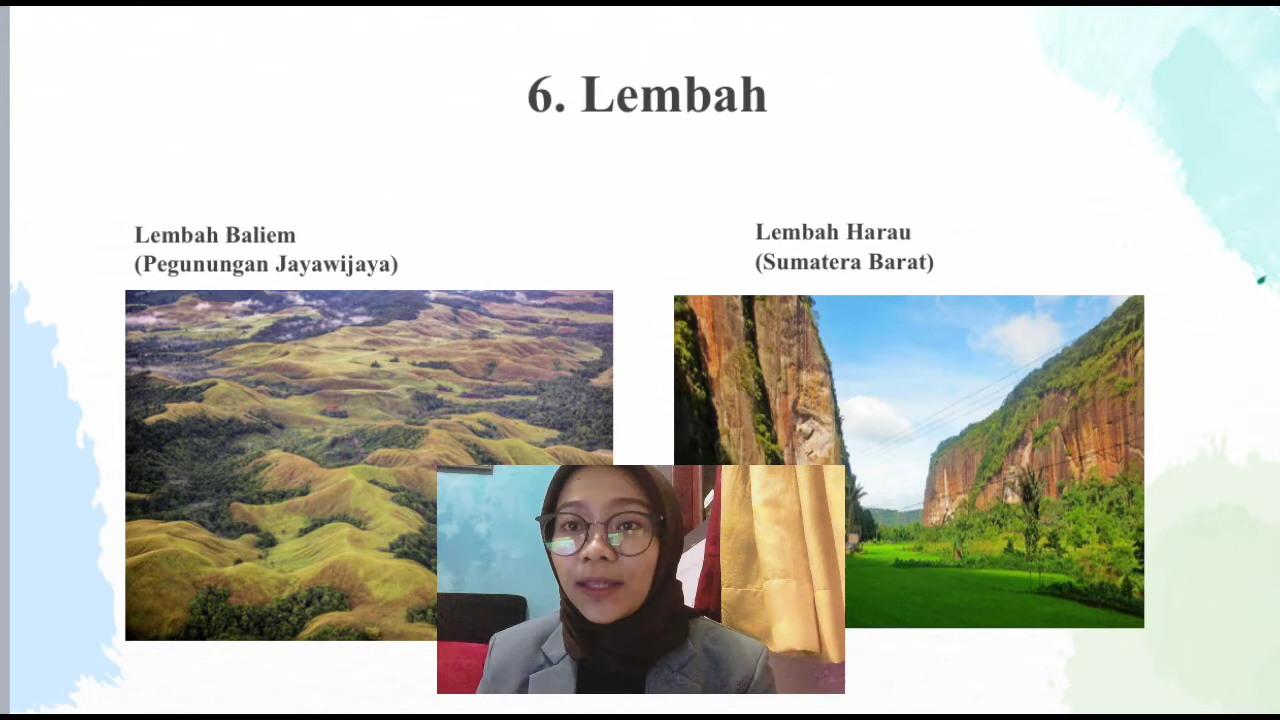 6. Lembah
Lembah Baliem
(Pegunungan Jayawijaya)
Lembah Harau
(Sumatera Barat)